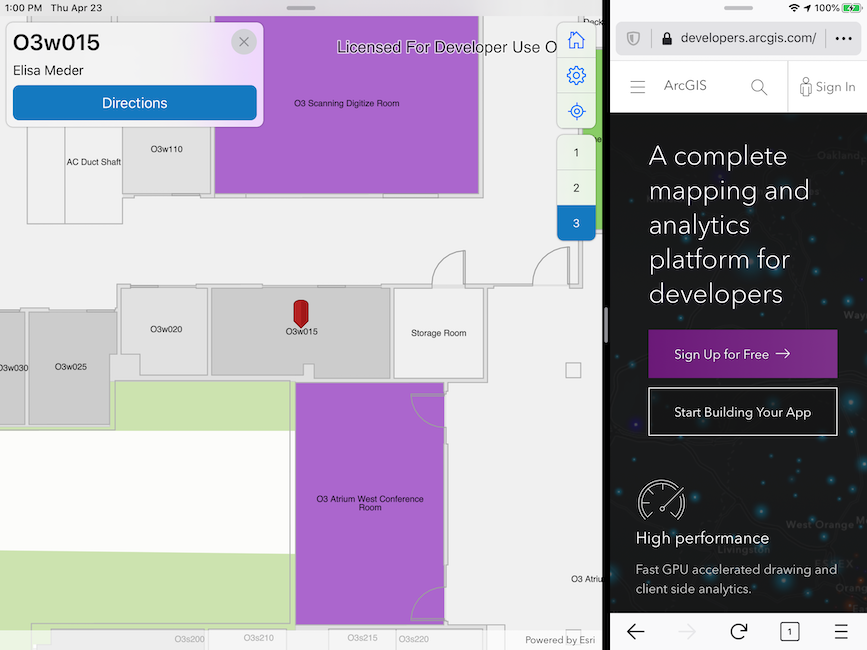 1:00 PM Thu Apr 23
100%
O3w015
Elisa Meder
Directions
Licensed For Developer Use O
O3 Scanning Digitize Room
O3w110
AC Duct Shaft
1
2
3
O3w020
O3w015
Storage Room
O3w030
O3w025
O3 Atrium West Conference
Room
O3 Atriu
O3s200
O3s210
O3s215
O3s220
Powered by Esri
developers.arcgis.com/
ArcGIS
Sign In
A complete
mapping and
analytics
platform for
developers
Sign Up for Free →
Start Building Your App
High performance
Fast GPU accelerated drawing and
client side analytics.
Oakland
West Orange
Livingston
ESSEX
1